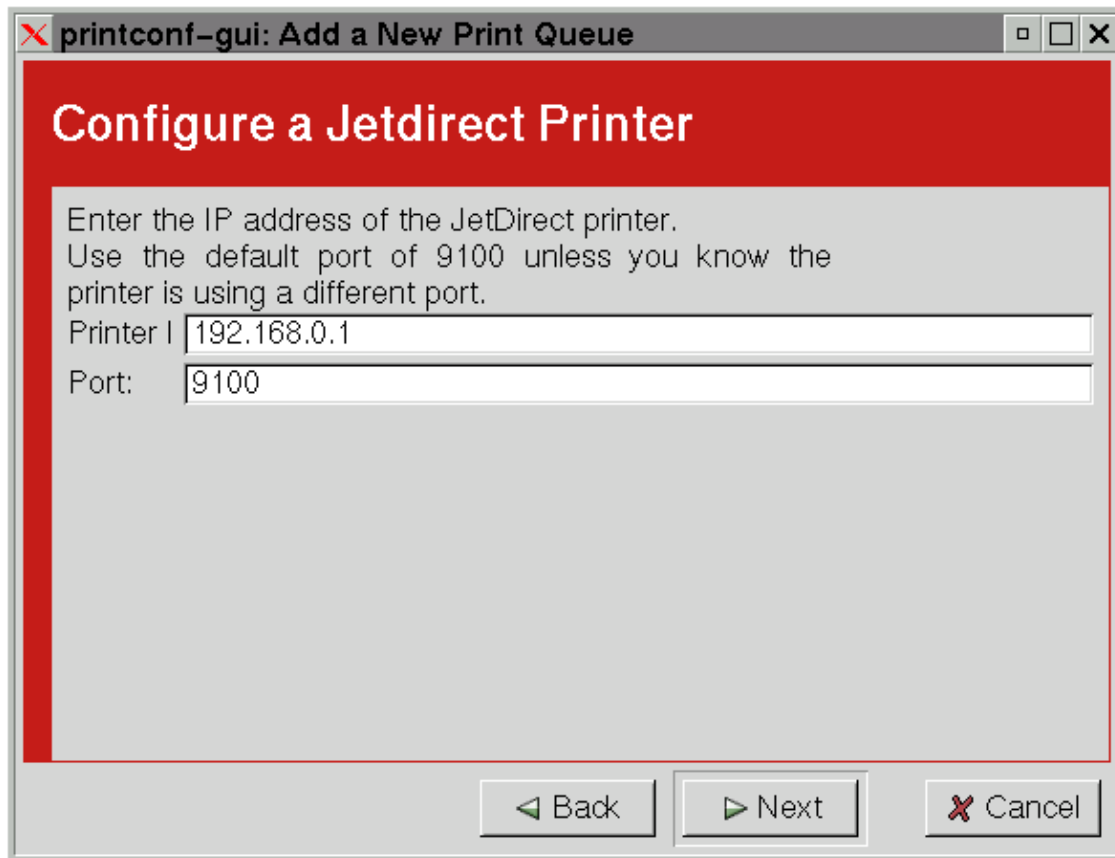 printconf-gui: Add a New Print Queue
Configure a Jetdirect Printer
Enter the IP address of the JetDirect printer.
Use the default port of 9100 unless you know the
printer is using a different port.
Printer I 192.168.0.1
Port: 9100
Back Next Cancel